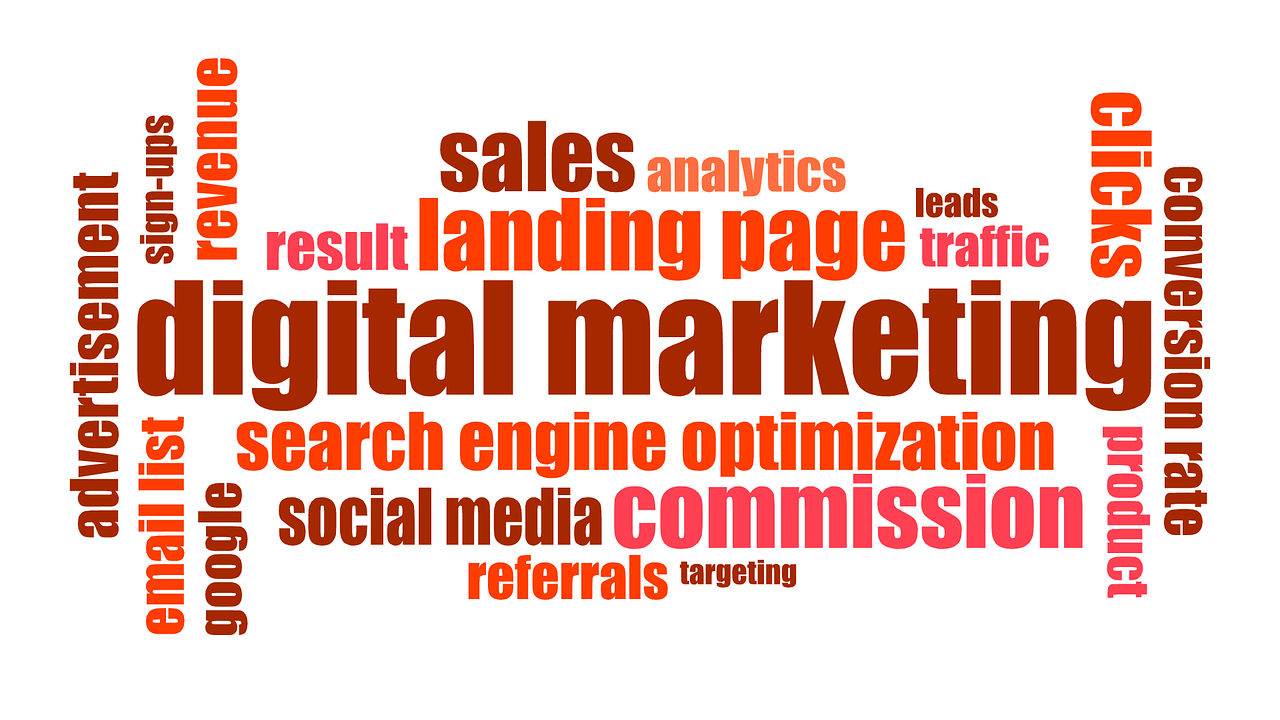 advertisement
sign-ups
revenue
email list
google
sales
analytics
result
landing page
leads
traffic
digital marketing
search engine optimization
social media
commission
referrals
targeting
clicks
conversion rate
product